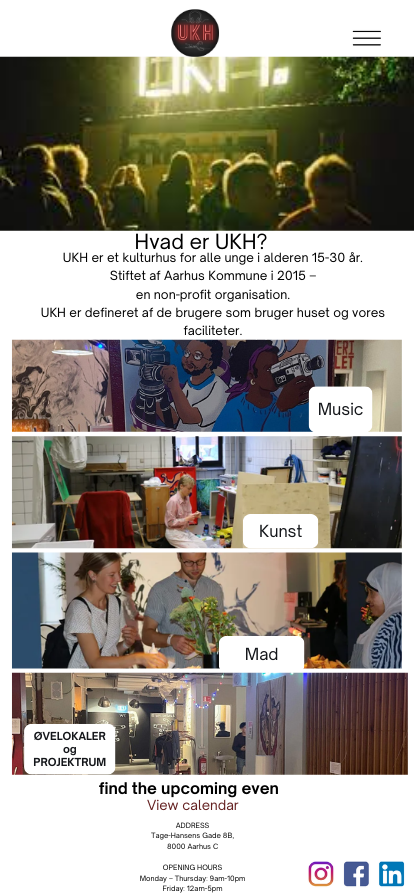 UKH
UKH.
Hvad er UKH?
UKH er et kulturhus for alle unge i alderen 15-30 år.
Stiftet af Aarhus Kommune i 2015 –
en non-profit organisation.
UKH er defineret af de brugere som bruger huset og vores
faciliteter.
Music
Kunst
Mad
ØVELOKALER
og
PROJEKTRUM
find the upcoming even
View calendar
ADDRESS
Tage-Hansens Gade 8B,
8000 Aarhus C
OPENING HOURS
Monday – Thursday: 9am-10pm
Friday: 12am-5pm
in